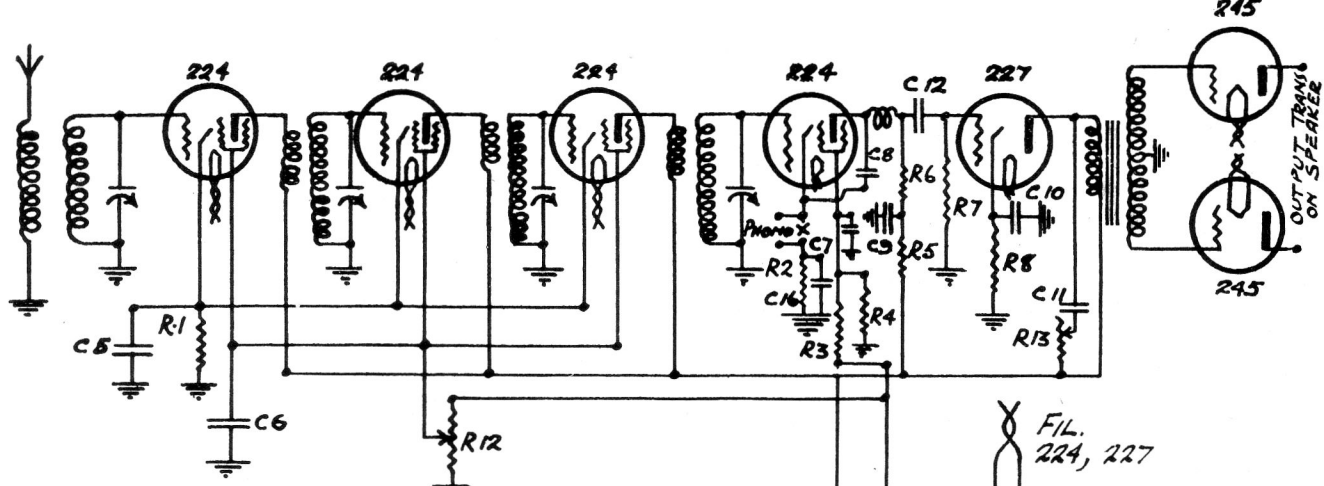 245
224
224
224
224
C12
227
OUTPUT TRANS
ON SPEAKER
C8
R6
C10
R7
PHONO
C7
C9
R2
R5
R8
C16
C11
R-1
R4
R13
C5
R3
245
C6
R12
FIL.
224, 227